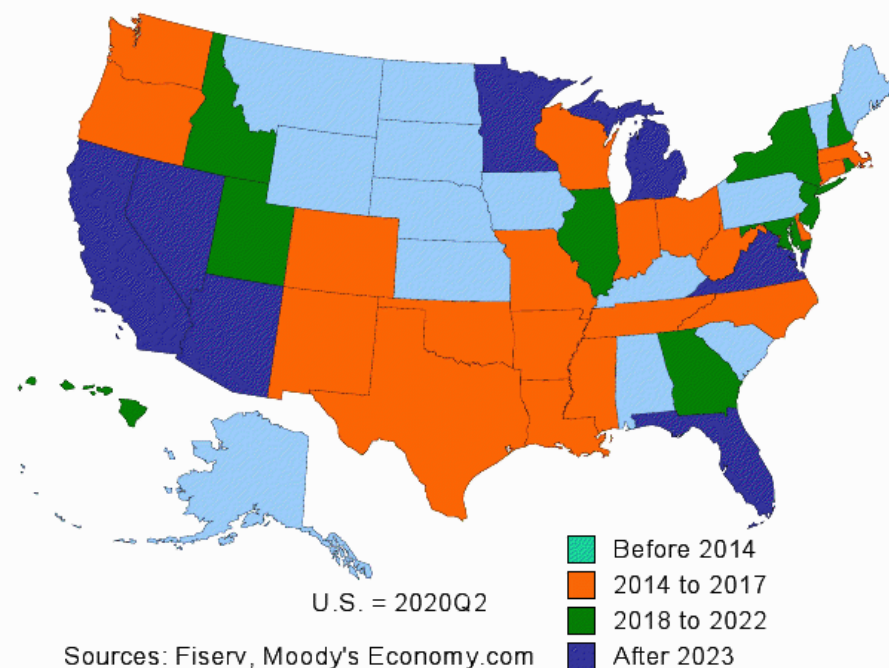 Before 2014
2014 to 2017
U.S. = 2020Q2
2018 to 2022
Sources: Fiserv, Moody's Economy.com
After 2023